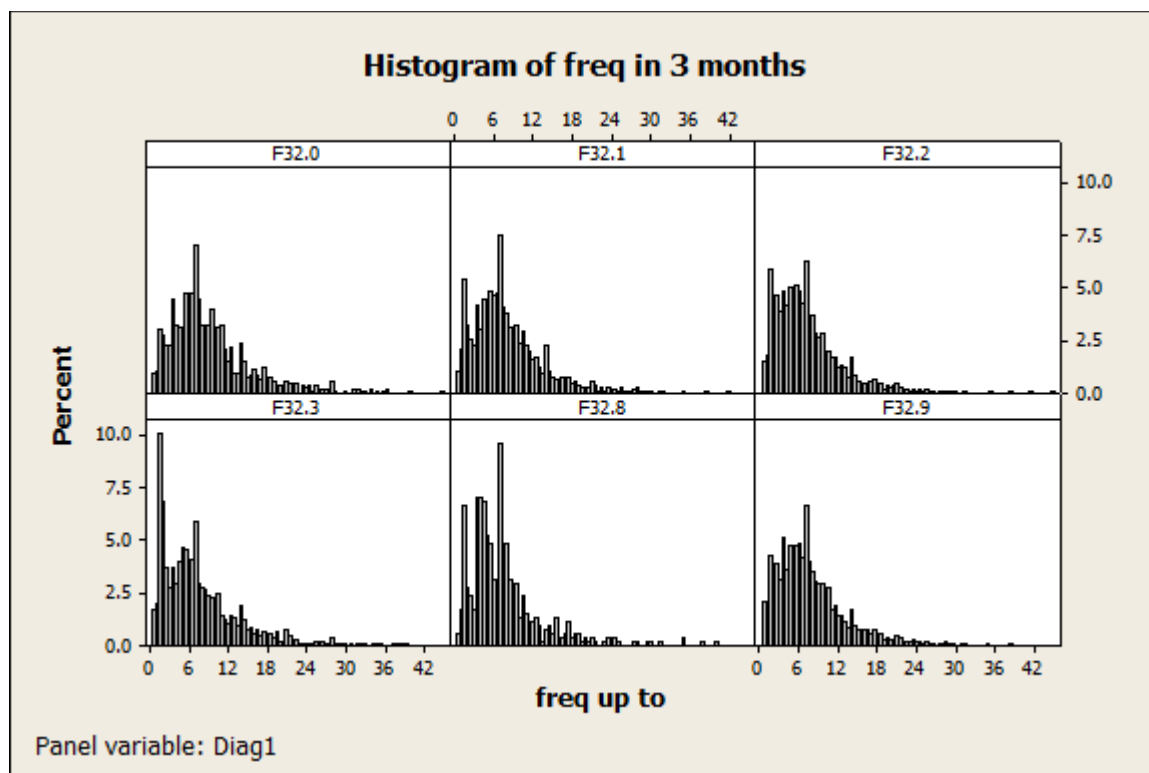 Histogram of freq in 3 months
0 6 12 18 24 30 36 42
F32.0 F32.1 F32.2
10.0
7.5
5.0
2.5
0.0
Percent
F32.3 F32.8 F32.9
10.0
7.5
5.0
2.5
0.0
0 6 12 18 24 30 36 42 0 6 12 18 24 30 36 42
freq up to
Panel variable: Diag1